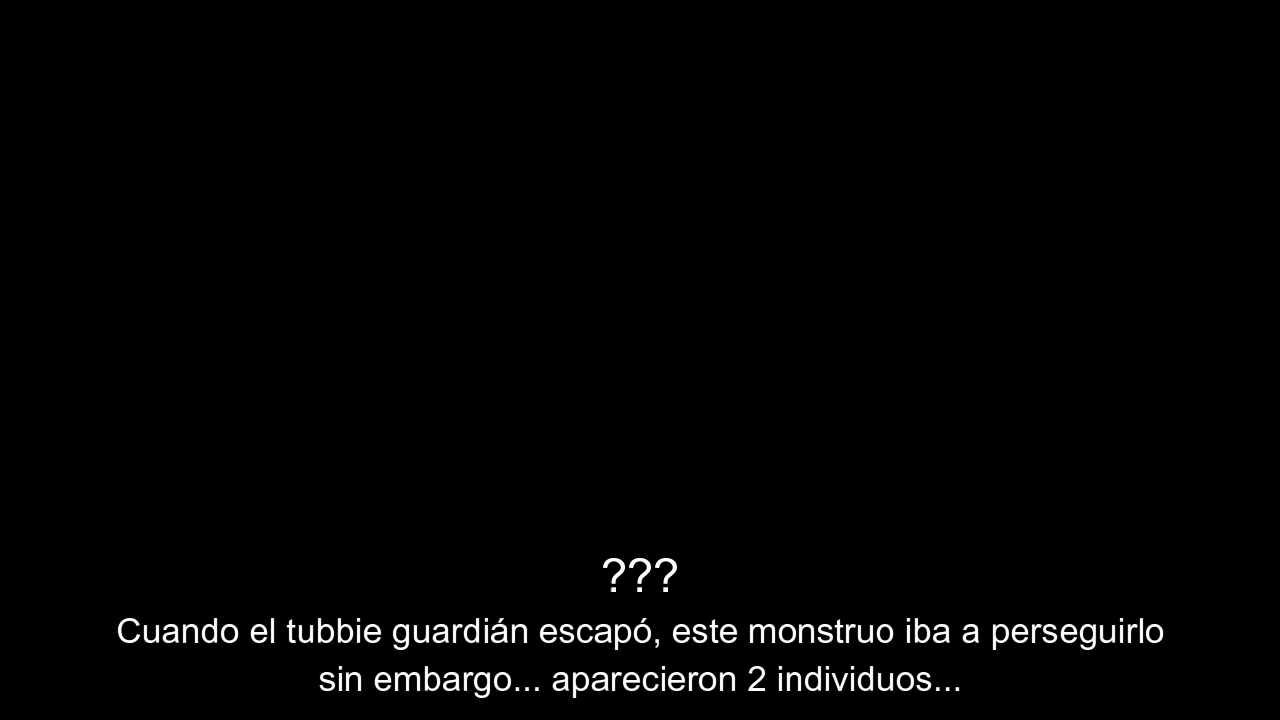 ???
Cuando el tubbie guardián escapó, este monstruo iba a perseguirlo
sin embargo... aparecieron 2 individuos...